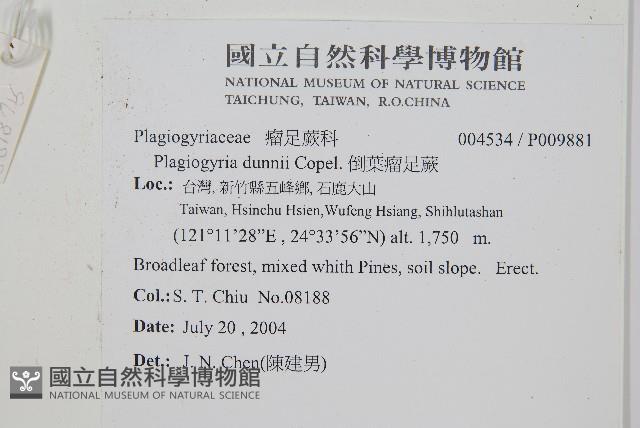 國立自然科學博物館
NATIONAL MUSEUM OF NATURAL SCIENCE
TAICHUNG, TAIWAN, R.O.CHINA
Plagiogyriaceae 瘤足蕨科 004534 / P009881
Plagiogyria dunnii Copel. 倒葉瘤足蕨
Loc.: 台灣, 新竹縣五峰鄉, 石鹿大山
Taiwan, Hsinchu Hsien,Wufeng Hsiang, Shihlutashan
(121°11'28"E , 24°33'56"N) alt. 1,750 m.
Broadleaf forest, mixed whith Pines, soil slope. Erect.
Col.: S. T. Chiu No.08188
Date: July 20 , 2004
Det.: J. N. Chen(陳建男)
國立自然科學博物館
NATIONAL MUSEUM OF NATURAL SCIENCE